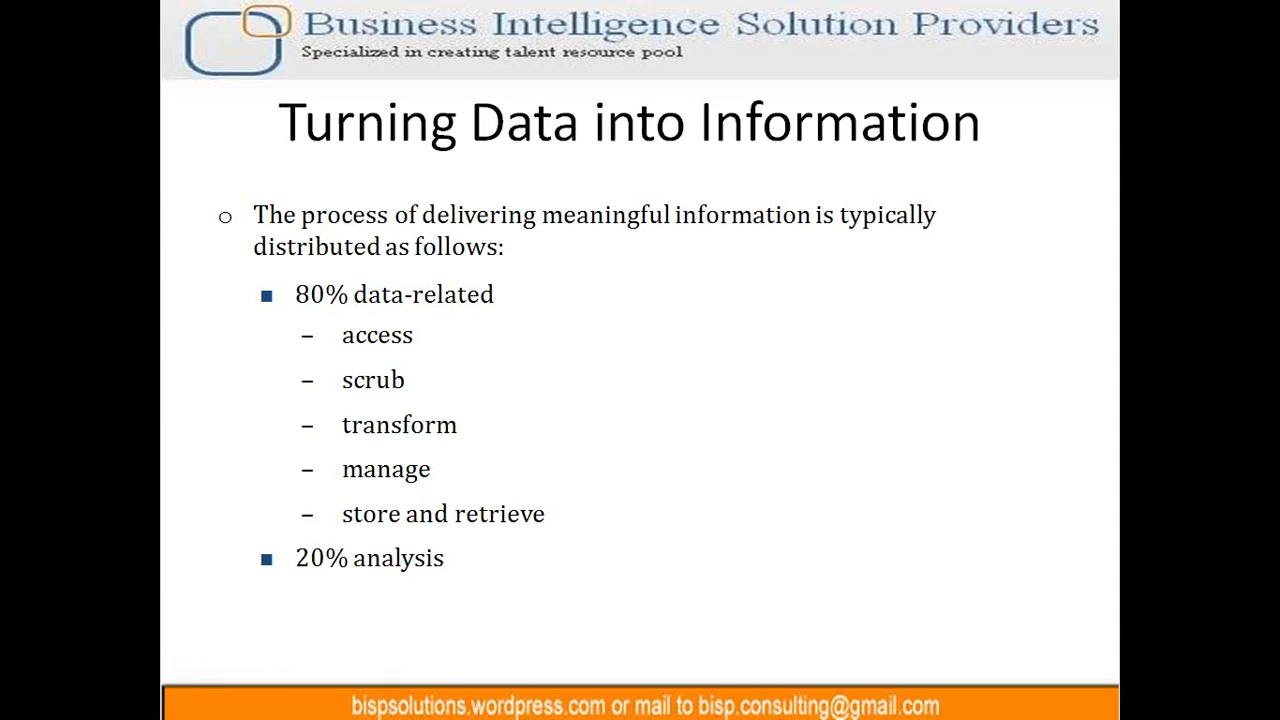 Business Intelligence Solution Providers
Specialized in creating talent resource pool
Turning Data into Information
o The process of delivering meaningful information is typically
distributed as follows:
■ 80% data-related
– access
– scrub
– transform
– manage
– store and retrieve
■ 20% analysis
bispsolutions.wordpress.com or mail to bisp.consulting@gmail.com